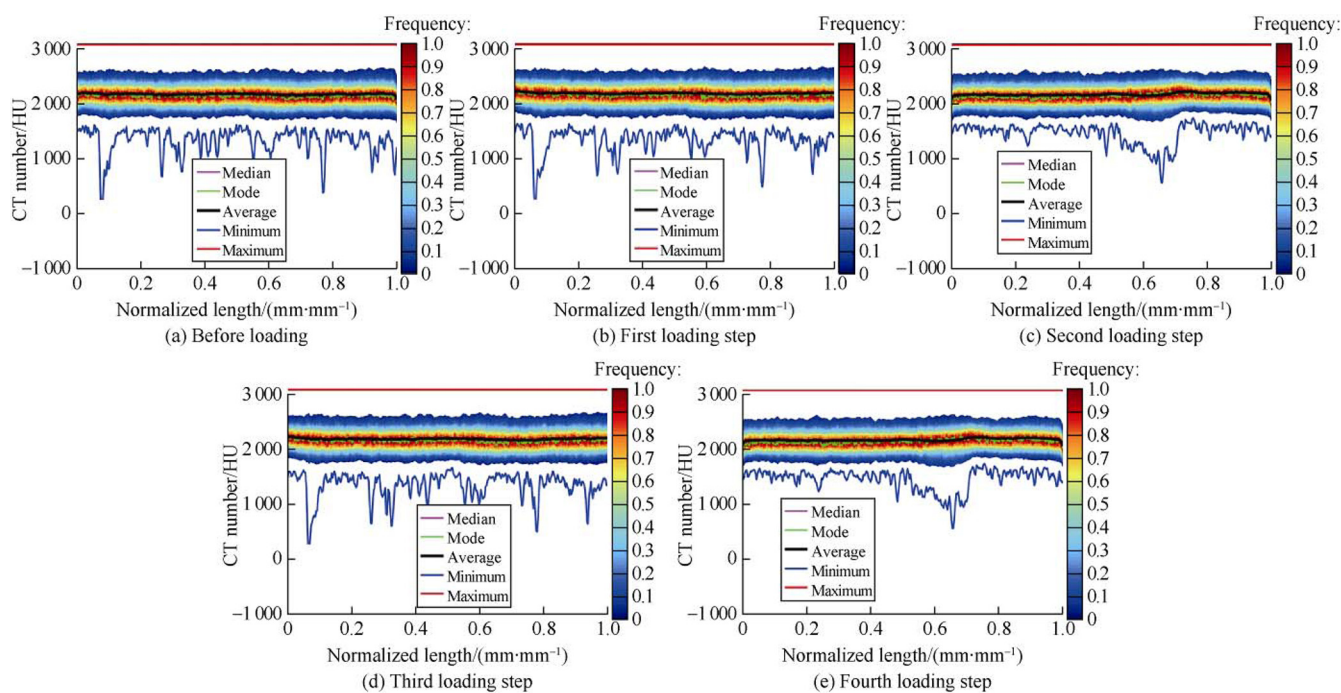 Frequency: Frequency: Frequency:
3 000 1.0 3 000 1.0 3 000 1.0
0.9 0.9 0.9
2 000 0.8 2 000 0.8 2 000 0.8
0.7 0.7 0.7
CT number/HU CT number/HU CT number/HU
1 000 0.6 1 000 0.6 1 000 0.6
Median 0.5 Median 0.5 Median 0.5
Mode 0.4 Mode 0.4 Mode 0.4
0 Average 0.3 0 Average 0.3 0 Average 0.3
Minimum 0.2 Minimum 0.2 Minimum 0.2
Maximum 0.1 Maximum 0.1 Maximum 0.1
–1 000 0 –1 000 0 –1 000 0
0 0.2 0.4 0.6 0.8 1.0 0 0.2 0.4 0.6 0.8 1.0 0 0.2 0.4 0.6 0.8 1.0
Normalized length/(mm·mm⁻¹) Normalized length/(mm·mm⁻¹) Normalized length/(mm·mm⁻¹)
(a) Before loading (b) First loading step (c) Second loading step
Frequency: Frequency:
3 000 1.0 3 000 1.0
0.9 0.9
2 000 0.8 2 000 0.8
0.7 0.7
CT number/HU CT number/HU
1 000 0.6 1 000 0.6
Median 0.5 Median 0.5
Mode 0.4 Mode 0.4
0 Average 0.3 0 Average 0.3
Minimum 0.2 Minimum 0.2
Maximum 0.1 Maximum 0.1
–1 000 0 –1 000 0
0 0.2 0.4 0.6 0.8 1.0 0 0.2 0.4 0.6 0.8 1.0
Normalized length/(mm·mm⁻¹) Normalized length/(mm·mm⁻¹)
(d) Third loading step (e) Fourth loading step